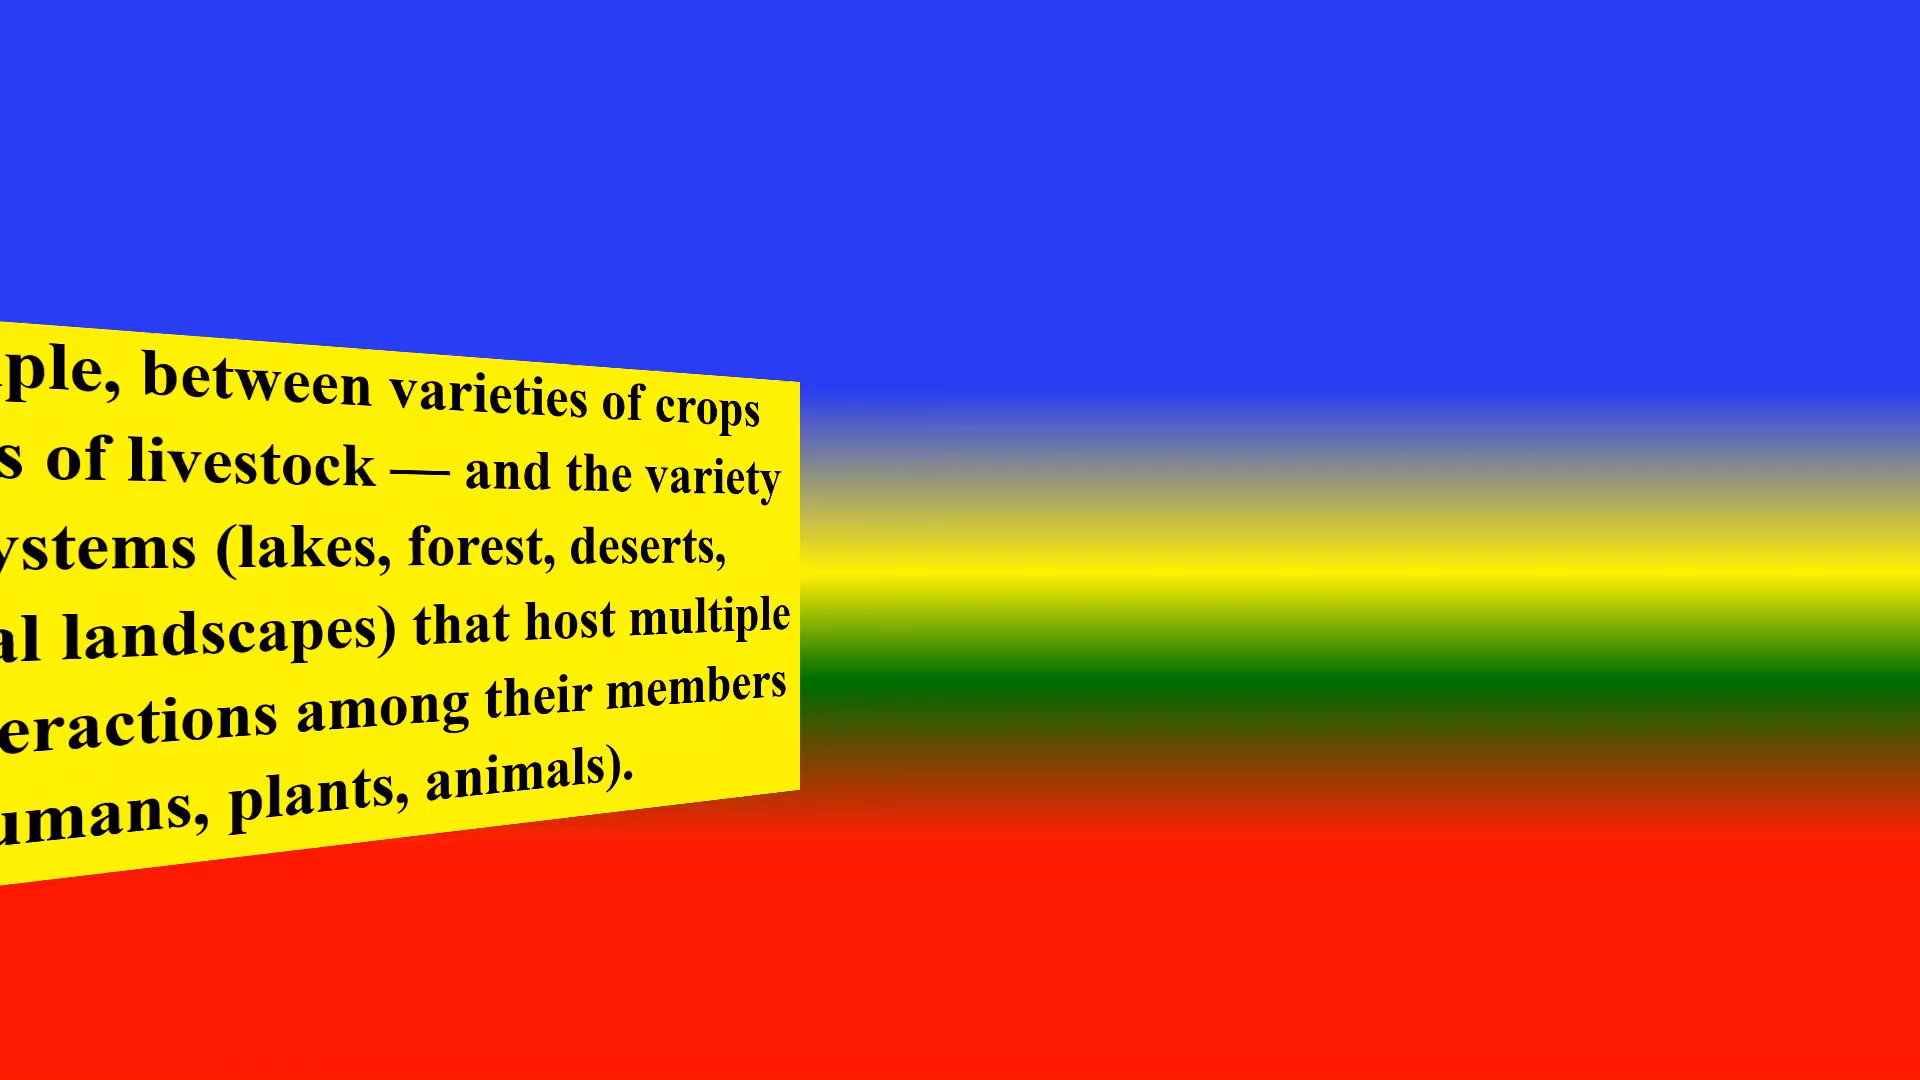 ple, between varieties of crops
s of livestock — and the variety
ystems (lakes, forest, deserts,
al landscapes) that host multiple
eractions among their members
umans, plants, animals).